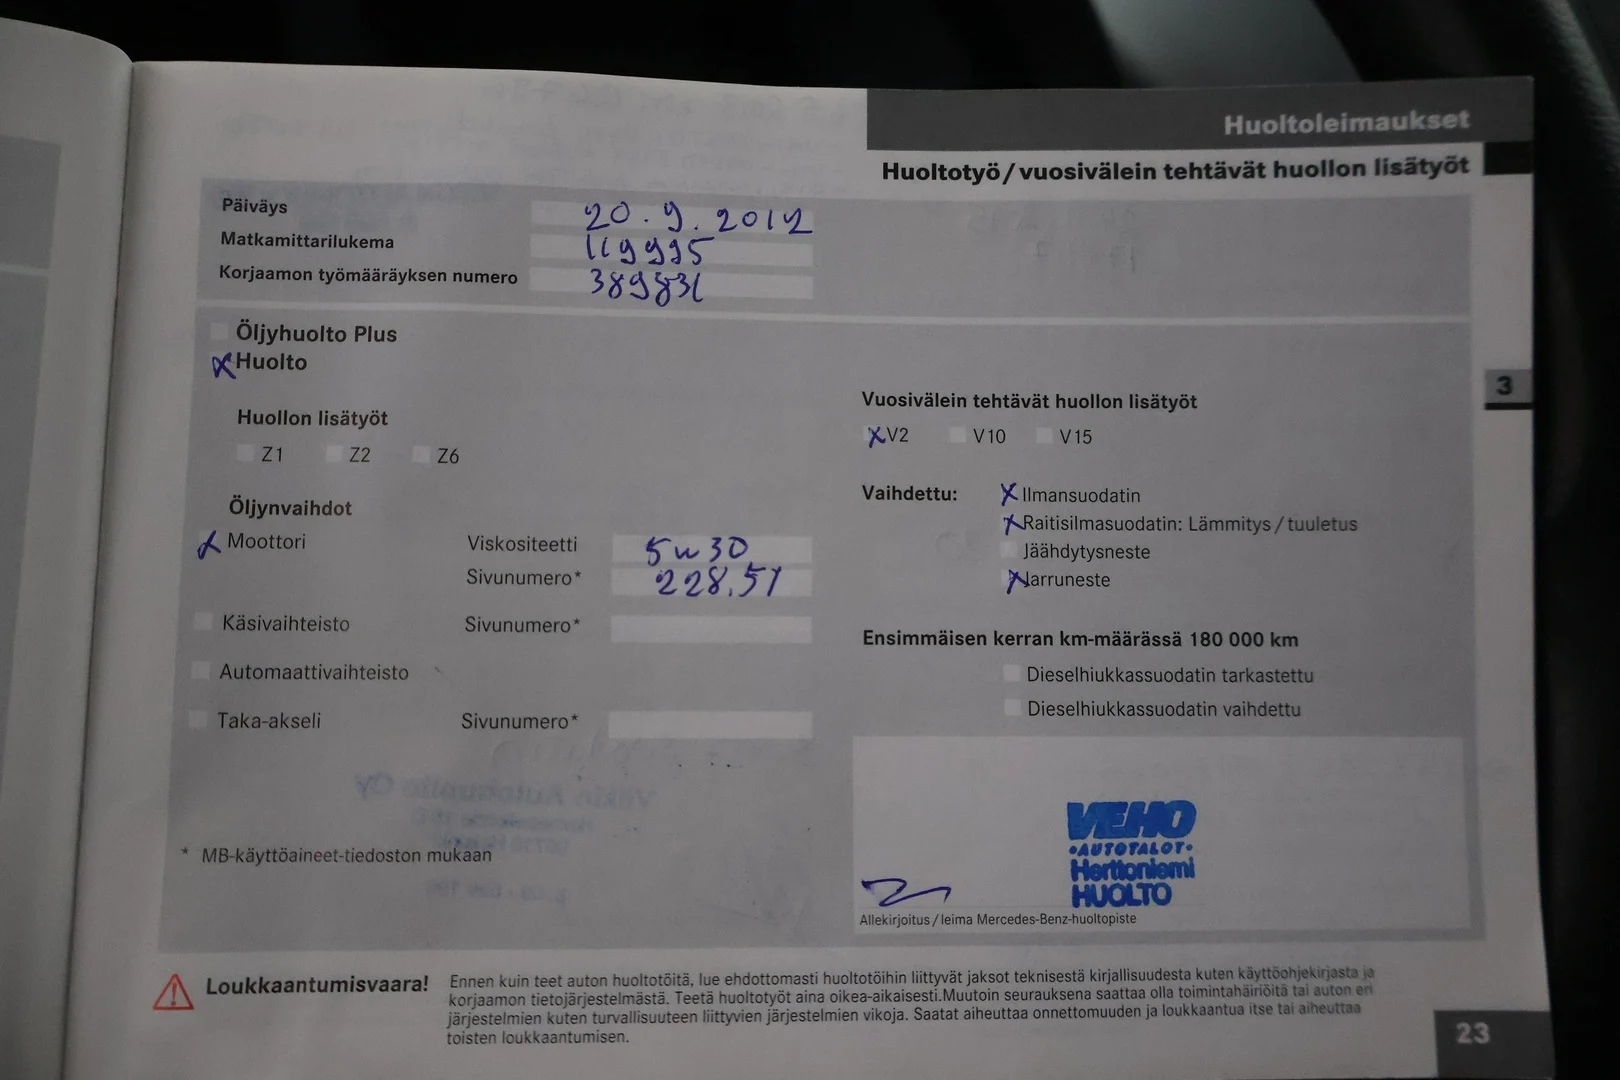 Huoltoleimaukset
Huoltotyö/vuosivälein tehtävät huollon lisätyöt
Päiväys 20.9.2012
Matkamittarilukema 119995
Korjaamon työmääräyksen numero 389831
Öljyhuolto Plus
X Huolto
Huollon lisätyöt
Z1 Z2 Z6
Öljynvaihdot
X Moottori Viskositeetti 5w30
Sivunumero* 228.51
Käsivaihteisto Sivunumero*
Automaattivaihteisto
Taka-akseli Sivunumero*
* MB-käyttöaineet-tiedoston mukaan
Vuosivälein tehtävät huollon lisätyöt
X V2 V10 V15
Vaihdettu: X Ilmansuodatin
X Raitisilmasuodatin: Lämmitys/tuuletus
Jäähdytysneste
X Jarruneste
Ensimmäisen kerran km-määrässä 180 000 km
Dieselhiukkassuodatin tarkastettu
Dieselhiukkassuodatin vaihdettu
VEHO
•AUTOTALOT•
Herttoniemi
HUOLTO
Allekirjoitus/leima Mercedes-Benz-huoltopiste
3
Loukkaantumisvaara! Ennen kuin teet auton huoltotöitä, lue ehdottomasti huoltotöihin liittyvät jaksot teknisestä kirjallisuudesta kuten käyttöohjekirjasta ja
korjaamon tietojärjestelmästä. Teetä huoltotyöt aina oikea-aikaisesti.Muutoin seurauksena saattaa olla toimintahäiriöitä tai auton eri
järjestelmien kuten turvallisuuteen liittyvien järjestelmien vikoja. Saatat aiheuttaa onnettomuuden ja loukkaantua itse tai aiheuttaa
toisten loukkaantumisen.
23